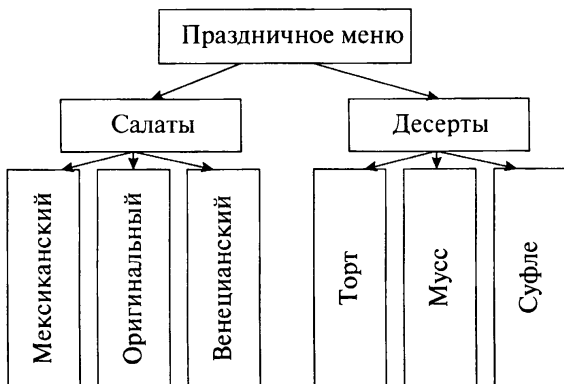 Праздничное меню
Салаты
Десерты
Мексиканский
Оригинальный
Венецианский
Торт
Мусс
Суфле